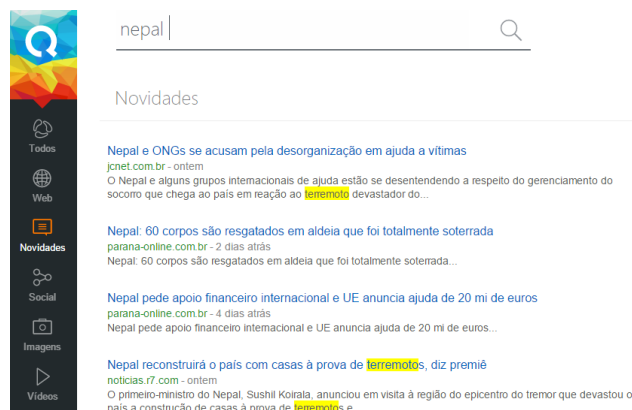 nepal
Novidades
Todos
Web
Novidades
Social
Imagens
Vídeos
Nepal e ONGs se acusam pela desorganização em ajuda a vítimas
jcnet.com.br - ontem
O Nepal e alguns grupos internacionais de ajuda estão se desentendendo a respeito do gerenciamento do
socorro que chega ao país em reação ao terremoto devastador do...
Nepal: 60 corpos são resgatados em aldeia que foi totalmente soterrada
parana-online.com.br - 2 dias atrás
Nepal: 60 corpos são resgatados em aldeia que foi totalmente soterrada...
Nepal pede apoio financeiro internacional e UE anuncia ajuda de 20 mi de euros
parana-online.com.br - 4 dias atrás
Nepal pede apoio financeiro internacional e UE anuncia ajuda de 20 mi de euros...
Nepal reconstruirá o país com casas à prova de terremotos, diz premiê
noticias.r7.com - ontem
O primeiro-ministro do Nepal, Sushil Koirala, anunciou em visita à região do epicentro do tremor que devastou o
país a construção de casas à prova de terremotos e